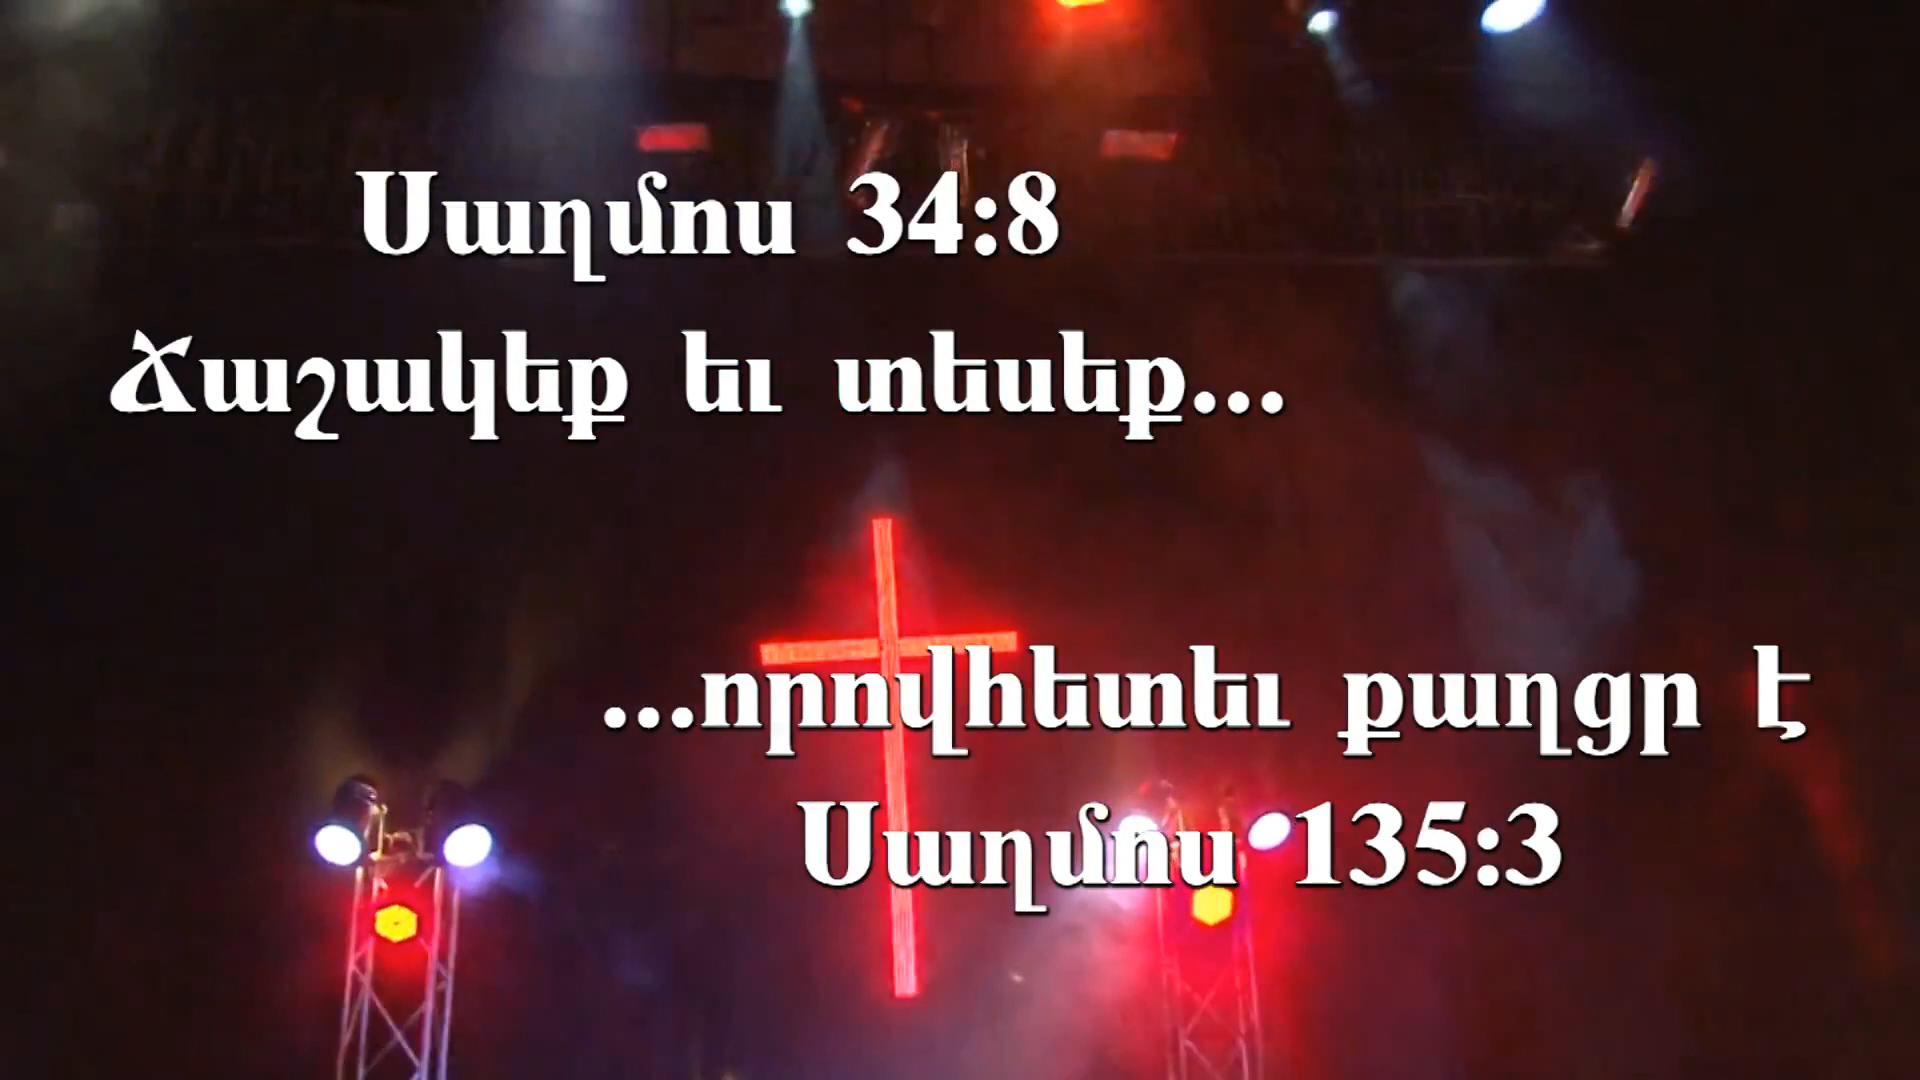 Սաղմոս 34:8
Ճաշակեք եւ տեսեք...
...որովհետեւ քաղցր է
Սաղմոս 135:3